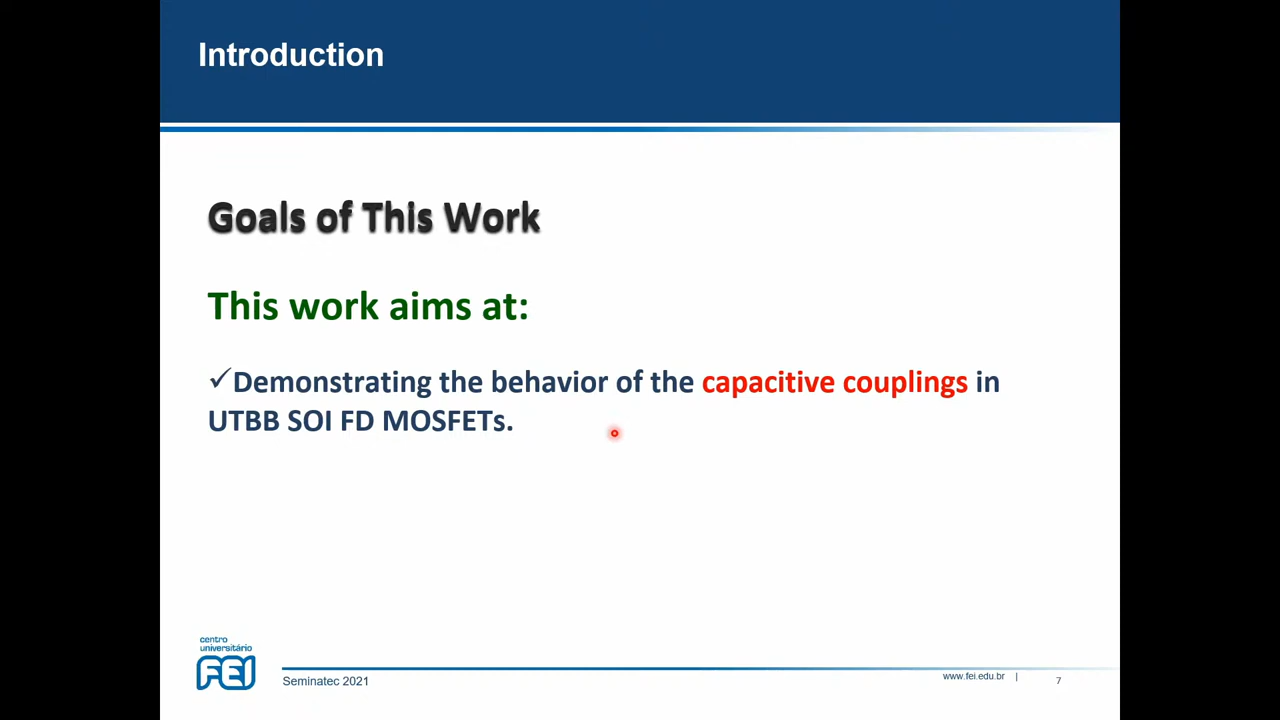 Introduction
Goals of This Work
This work aims at:
✓Demonstrating the behavior of the capacitive couplings in
UTBB SOI FD MOSFETs.
centro
universitário
FEI
Seminatec 2021
www.fei.edu.br |
7